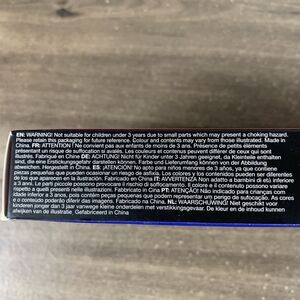 EN: WARNING! Not suitable for children under 3 years due to small parts which may present a choking hazard.
Please retain this packaging for future reference. Colour and contents may vary from those illustrated. Made in
China. FR: ATTENTION ! Ne convient pas aux enfants de moins de 3 ans. Présence de petits éléments
présentant un risque de suffocation si avalés. Les couleurs et contenus peuvent différer de ceux qui sont
illustrés. Fabriqué en Chine DE: ACHTUNG! Nicht für Kinder unter 3 Jahren geeignet, da Kleinteile enthalten
sind, die eine Erstickungsgefahr darstellen können. Farbe und Lieferumfang können von der Abbildung
abweichen. Hergestellt in China. ES: ¡ATENCIÓN! No apto para niños menores de 3 años, ya que contiene
piezas pequeñas que pueden ocasionar un riesgo de asfixia. Los colores y los contenidos pueden ser diferentes
de los que aparecen en la ilustración. Fabricado en China IT: AVVERTENZA Non adatto a bambini di età inferiore
a 3 anni. Le parti piccole possono provocare il rischio di soffocamento. Il colore e il contenuto possono variare
rispetto a quelli presenti nelle illustrazioni. Fabbricato in Cina PT: ATENÇÃO! Não indicado para crianças com
idade inferior a 3 anos, pois contém peças pequenas que podem representar um perigo de sufocação. As cores
e o conteúdo poderão diferir das imagens. Fabricado na China. NL: WAARSCHUWING! Niet geschikt voor
kinderen jonger dan 3 jaar vanwege kleine onderdelen met verstikkingsgevaar. De kleur en de inhoud kunnen
afwijken van de illustratie. Gefabriceerd in China